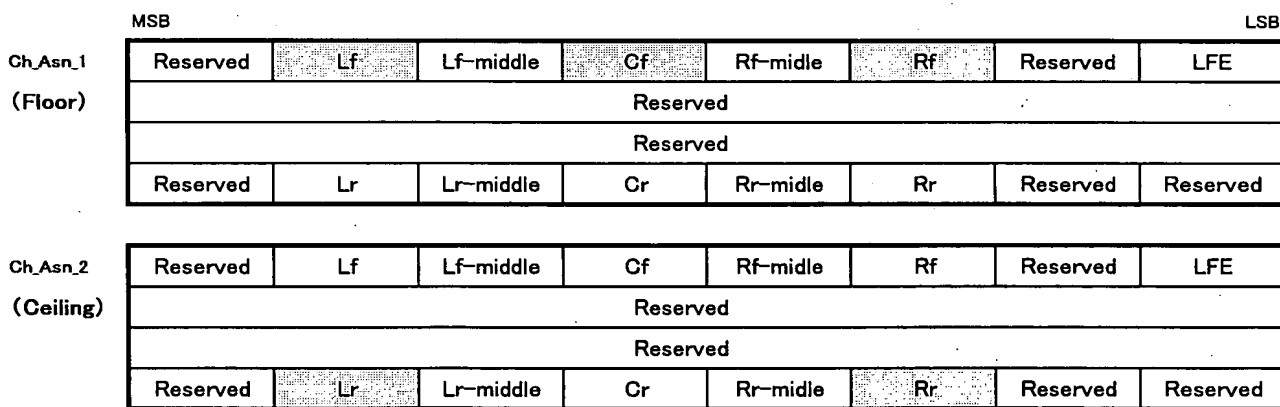 MSB LSB
Ch_Asn_1 Reserved Lf Lf-middle Cf Rf-midle Rf Reserved LFE
(Floor) Reserved
Reserved
Reserved Lr Lr-middle Cr Rr-midle Rr Reserved Reserved
Ch_Asn_2 Reserved Lf Lf-middle Cf Rf-midle Rf Reserved LFE
(Ceiling) Reserved
Reserved
Reserved Lr Lr-middle Cr Rr-midle Rr Reserved Reserved